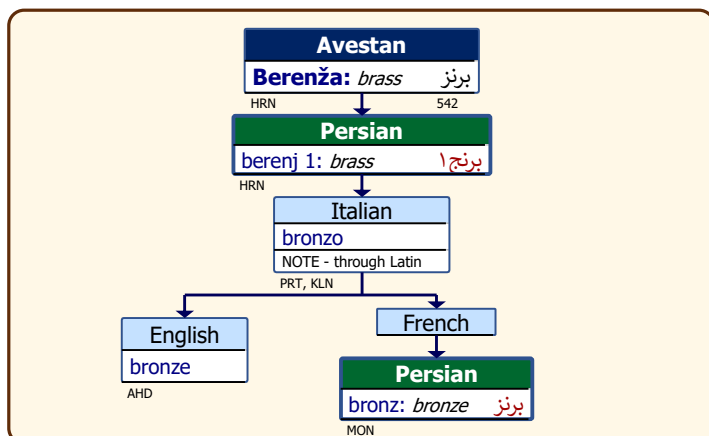 Avestan
Berenža: brass برنز
HRN 542
Persian
berenj 1: brass برنج۱
HRN
Italian
bronzo
NOTE - through Latin
PRT, KLN
English
bronze
AHD
French
Persian
bronz: bronze برنز
MON